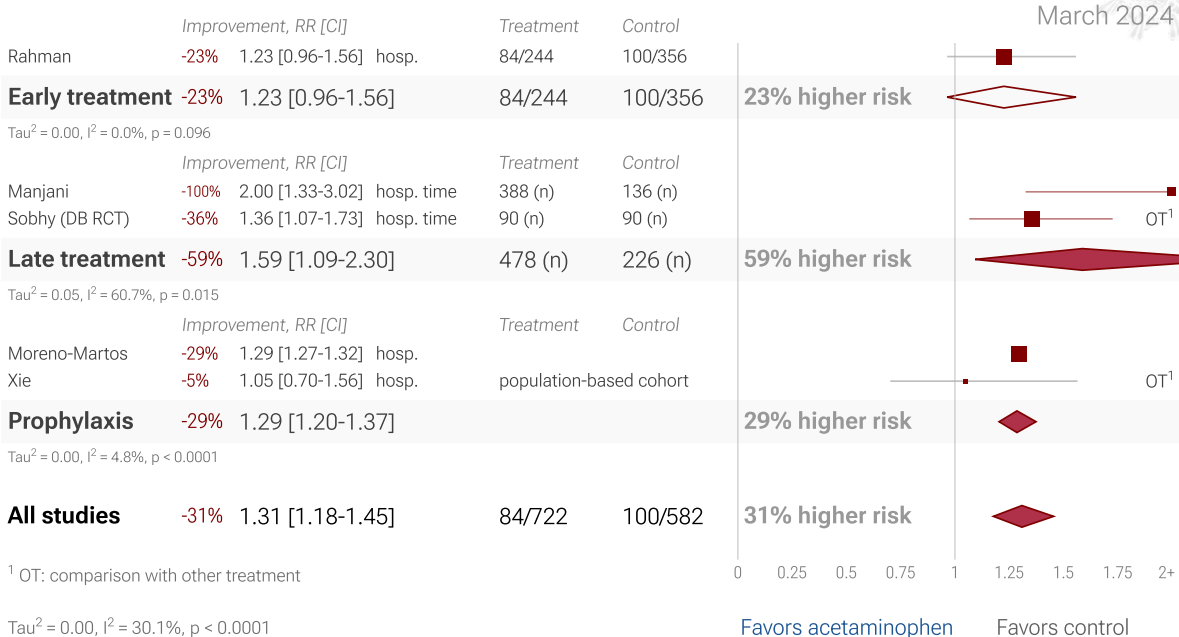 March 2024
Improvement, RR [CI] Treatment Control
Rahman -23% 1.23 [0.96-1.56] hosp. 84/244 100/356
Early treatment -23% 1.23 [0.96-1.56] 84/244 100/356 23% higher risk
Tau² = 0.00, I² = 0.0%, p = 0.096
Improvement, RR [CI] Treatment Control
Manjani -100% 2.00 [1.33-3.02] hosp. time 388 (n) 136 (n)
Sobhy (DB RCT) -36% 1.36 [1.07-1.73] hosp. time 90 (n) 90 (n) OT¹
Late treatment -59% 1.59 [1.09-2.30] 478 (n) 226 (n) 59% higher risk
Tau² = 0.05, I² = 60.7%, p = 0.015
Improvement, RR [CI] Treatment Control
Moreno-Martos -29% 1.29 [1.27-1.32] hosp.
Xie -5% 1.05 [0.70-1.56] hosp. population-based cohort OT¹
Prophylaxis -29% 1.29 [1.20-1.37] 29% higher risk
Tau² = 0.00, I² = 4.8%, p < 0.0001
All studies -31% 1.31 [1.18-1.45] 84/722 100/582 31% higher risk
0 0.25 0.5 0.75 1 1.25 1.5 1.75 2+
¹ OT: comparison with other treatment
Tau² = 0.00, I² = 30.1%, p < 0.0001
Favors acetaminophen Favors control